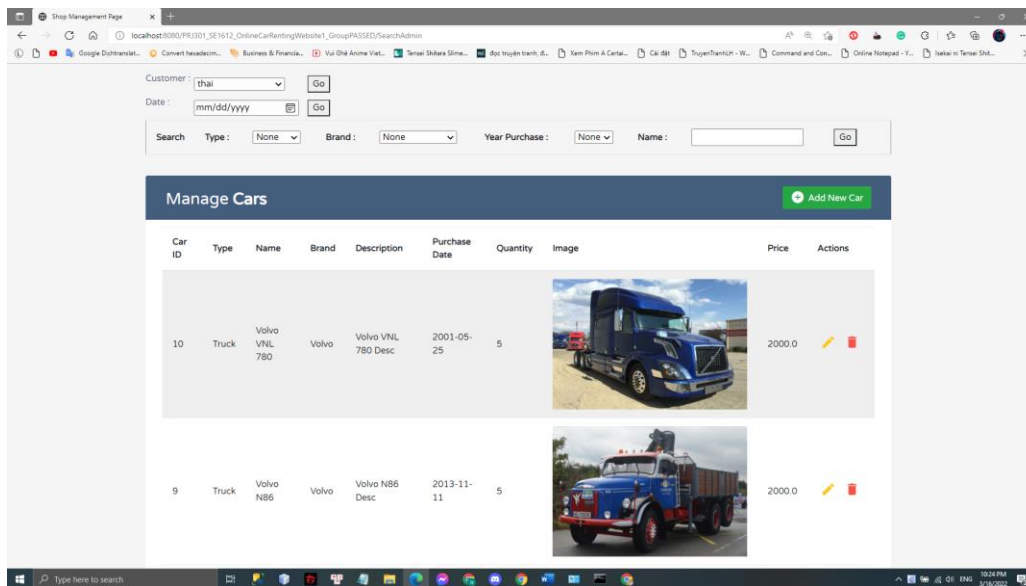 Shop Management Page
localhost:8080/PRJ301_SE1612_OnlineCarRentingWebsite1_GroupPASSED/SearchAdmin
Google Dichtranslat... Convert hexadecim... Business & Financia... Vui Ghé Anime Viet... Tensei Shitara Slime... đọc truyện tranh, đ... Xem Phim A Certai... Cài đặt TruyenTranhLH - W... Command and Con... Online Notepad - Y... Isekai ni Tensei Shit...
Customer : thai Go
Date : mm/dd/yyyy Go
Search Type : None Brand : None Year Purchase : None Name : Go
Manage Cars Add New Car
Car ID Type Name Brand Description Purchase Date Quantity Image Price Actions
10 Truck Volvo VNL 780 Volvo Volvo VNL 780 Desc 2001-05-25 5 2000.0
9 Truck Volvo N86 Volvo Volvo N86 Desc 2013-11-11 5 2000.0
Type here to search
ENG
10:24 PM
3/16/2022